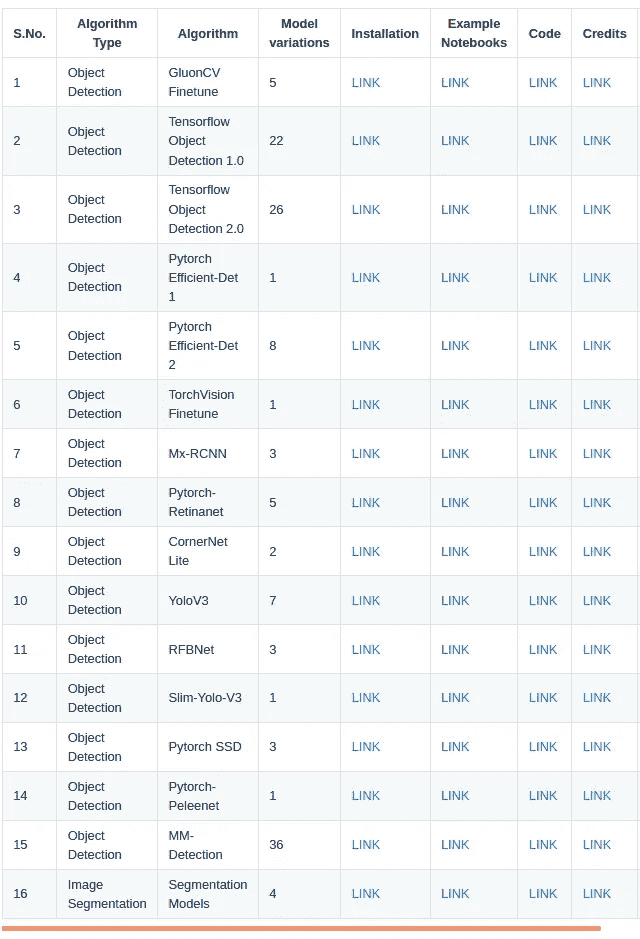 S.No. Algorithm Type Algorithm Model variations Installation Example Notebooks Code Credits
1 Object Detection GluonCV Finetune 5 LINK LINK LINK LINK
2 Object Detection Tensorflow Object Detection 1.0 22 LINK LINK LINK LINK
3 Object Detection Tensorflow Object Detection 2.0 26 LINK LINK LINK LINK
4 Object Detection Pytorch Efficient-Det 1 1 LINK LINK LINK LINK
5 Object Detection Pytorch Efficient-Det 2 8 LINK LINK LINK LINK
6 Object Detection TorchVision Finetune 1 LINK LINK LINK LINK
7 Object Detection Mx-RCNN 3 LINK LINK LINK LINK
8 Object Detection Pytorch-Retinanet 5 LINK LINK LINK LINK
9 Object Detection CornerNet Lite 2 LINK LINK LINK LINK
10 Object Detection YoloV3 7 LINK LINK LINK LINK
11 Object Detection RFBNet 3 LINK LINK LINK LINK
12 Object Detection Slim-Yolo-V3 1 LINK LINK LINK LINK
13 Object Detection Pytorch SSD 3 LINK LINK LINK LINK
14 Object Detection Pytorch-Peleenet 1 LINK LINK LINK LINK
15 Object Detection MM-Detection 36 LINK LINK LINK LINK
16 Image Segmentation Segmentation Models 4 LINK LINK LINK LINK